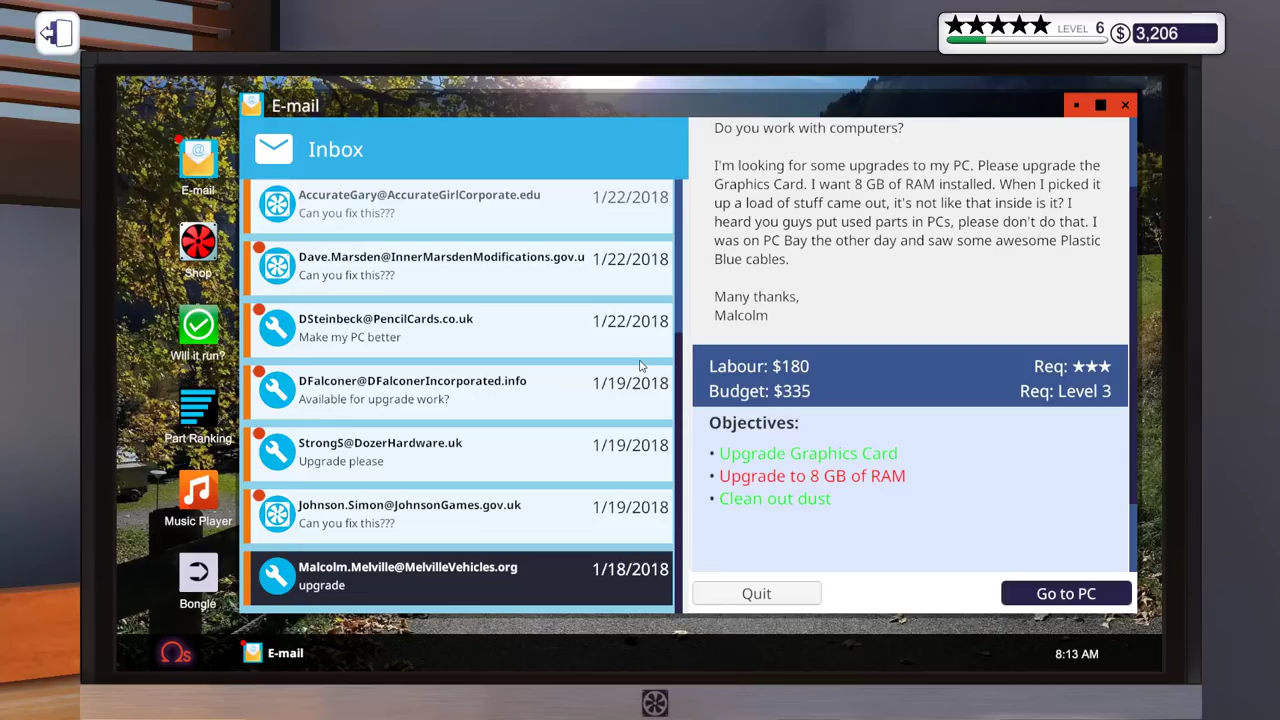 LEVEL 6 $ 3,206
E-mail
Inbox
E-mail
Shop
Will it run?
Part Ranking
Music Player
Bongle
AccurateGary@AccurateGirlCorporate.edu 1/22/2018
Can you fix this???
Dave.Marsden@InnerMarsdenModifications.gov.u 1/22/2018
Can you fix this???
DSteinbeck@PencilCards.co.uk 1/22/2018
Make my PC better
DFalconer@DFalconerIncorporated.info 1/19/2018
Available for upgrade work?
StrongS@DozerHardware.uk 1/19/2018
Upgrade please
Johnson.Simon@JohnsonGames.gov.uk 1/19/2018
Can you fix this???
Malcolm.Melville@MelvilleVehicles.org 1/18/2018
upgrade
Do you work with computers?
I'm looking for some upgrades to my PC. Please upgrade the
Graphics Card. I want 8 GB of RAM installed. When I picked it
up a load of stuff came out, it's not like that inside is it? I
heard you guys put used parts in PCs, please don't do that. I
was on PC Bay the other day and saw some awesome Plastic
Blue cables.
Many thanks,
Malcolm
Labour: $180 Req: ★★★
Budget: $335 Req: Level 3
Objectives:
• Upgrade Graphics Card
• Upgrade to 8 GB of RAM
• Clean out dust
Quit Go to PC
Ωs E-mail 8:13 AM